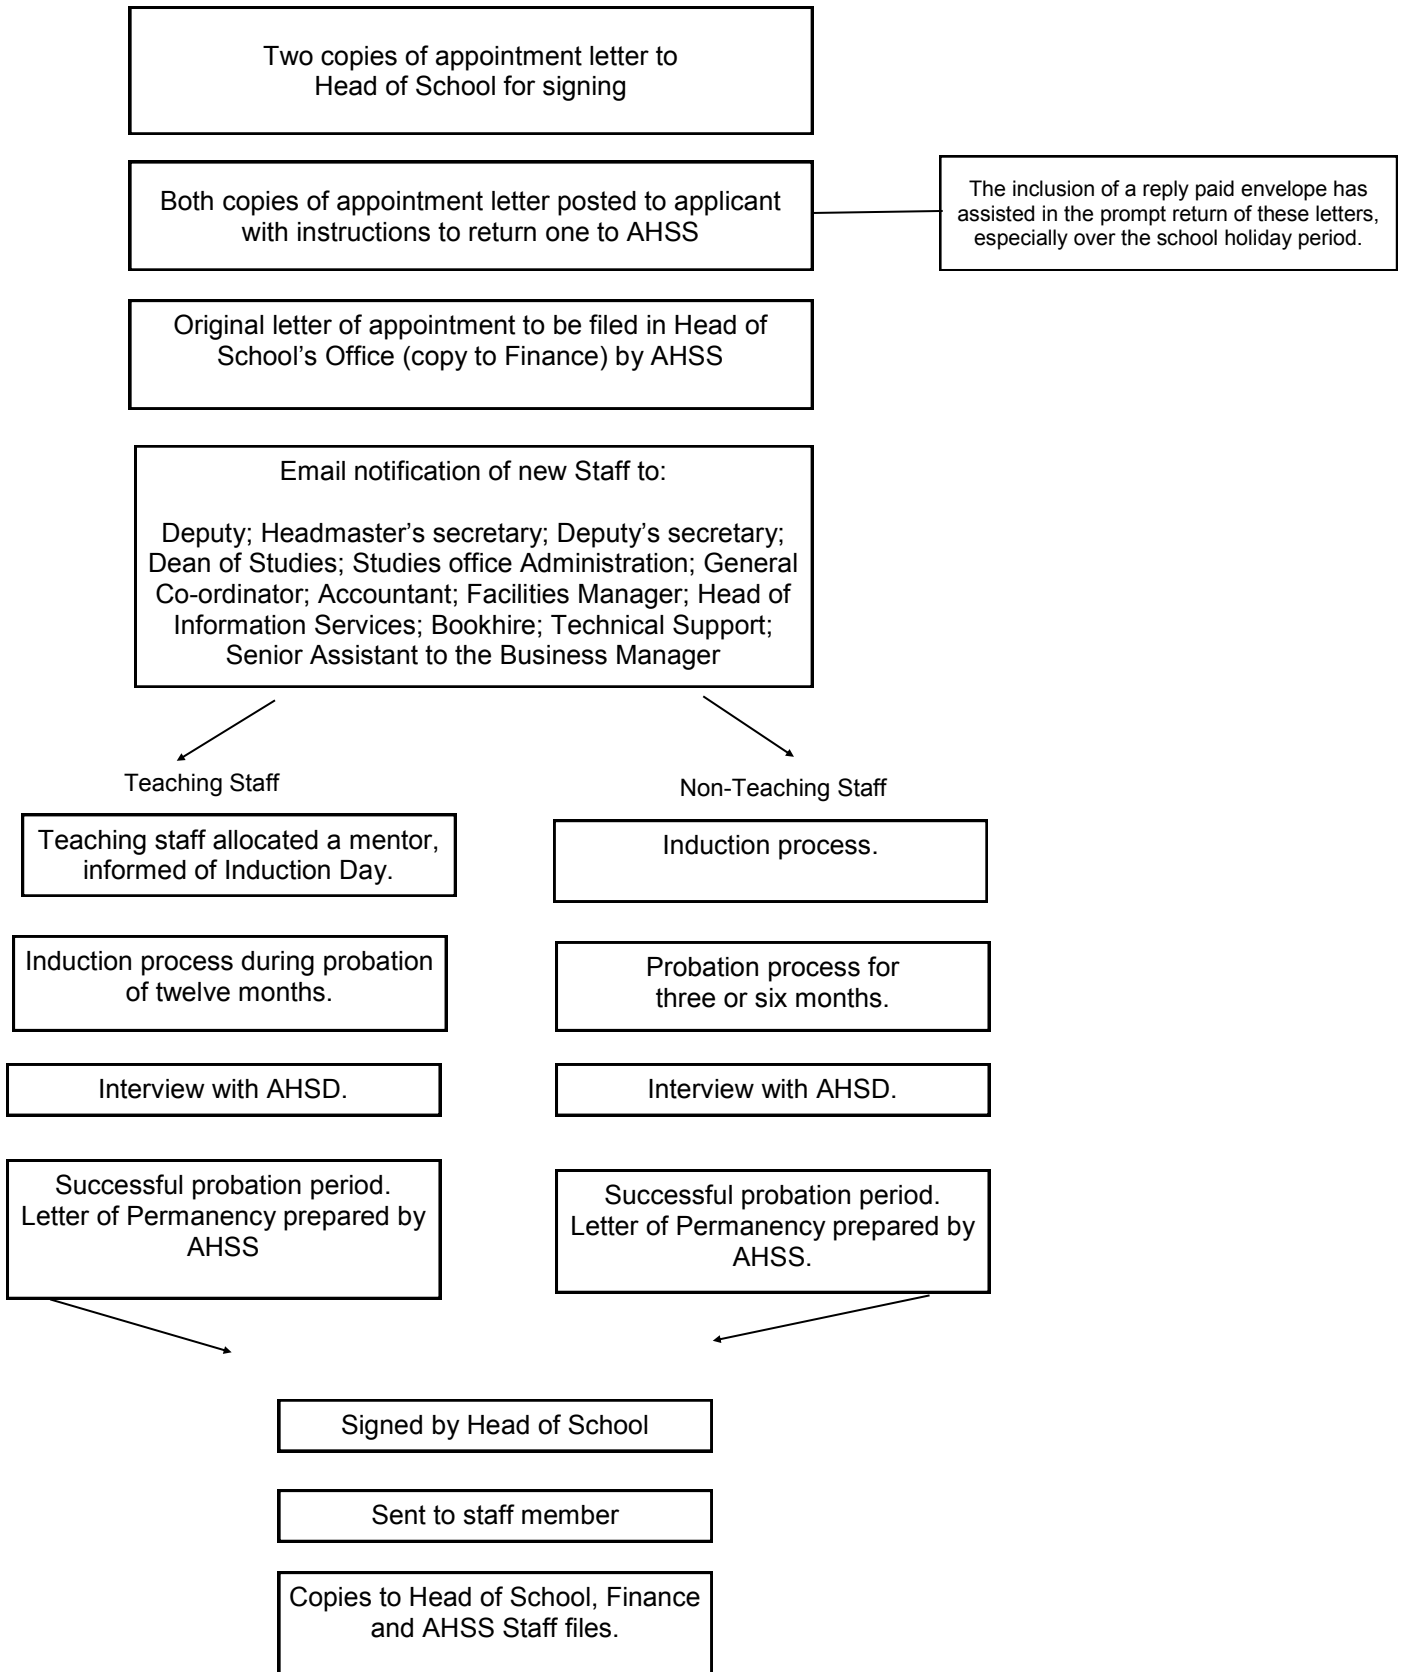 Two copies of appointment letter to
Head of School for signing
Both copies of appointment letter posted to applicant
with instructions to return one to AHSS
The inclusion of a reply paid envelope has
assisted in the prompt return of these letters,
especially over the school holiday period.
Original letter of appointment to be filed in Head of
School’s Office (copy to Finance) by AHSS
Email notification of new Staff to:
Deputy; Headmaster’s secretary; Deputy’s secretary;
Dean of Studies; Studies office Administration; General
Co-ordinator; Accountant; Facilities Manager; Head of
Information Services; Bookhire; Technical Support;
Senior Assistant to the Business Manager
Teaching Staff
Teaching staff allocated a mentor,
informed of Induction Day.
Induction process during probation
of twelve months.
Interview with AHSD.
Successful probation period.
Letter of Permanency prepared by
AHSS
Non-Teaching Staff
Induction process.
Probation process for
three or six months.
Interview with AHSD.
Successful probation period.
Letter of Permanency prepared by
AHSS.
Signed by Head of School
Sent to staff member
Copies to Head of School, Finance
and AHSS Staff files.